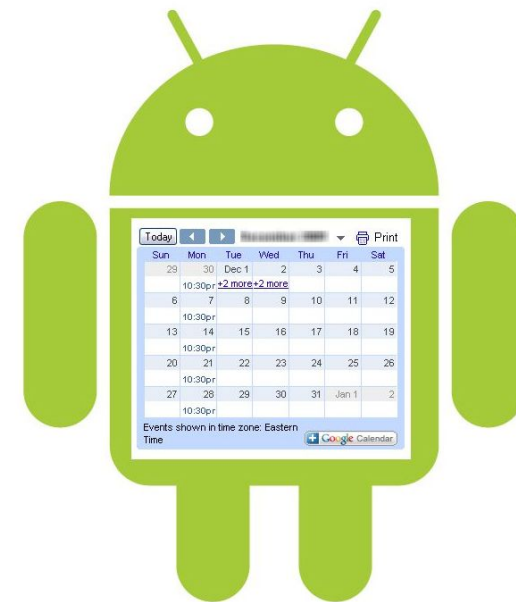 Today Print
Sun Mon Tue Wed Thu Fri Sat
29 30 Dec 1 2 3 4 5
10:30pr +2 more +2 more
6 7 8 9 10 11 12
10:30pr
13 14 15 16 17 18 19
10:30pr
20 21 22 23 24 25 26
10:30pr
27 28 29 30 31 Jan 1 2
10:30pr
Events shown in time zone: Eastern
Time Google Calendar